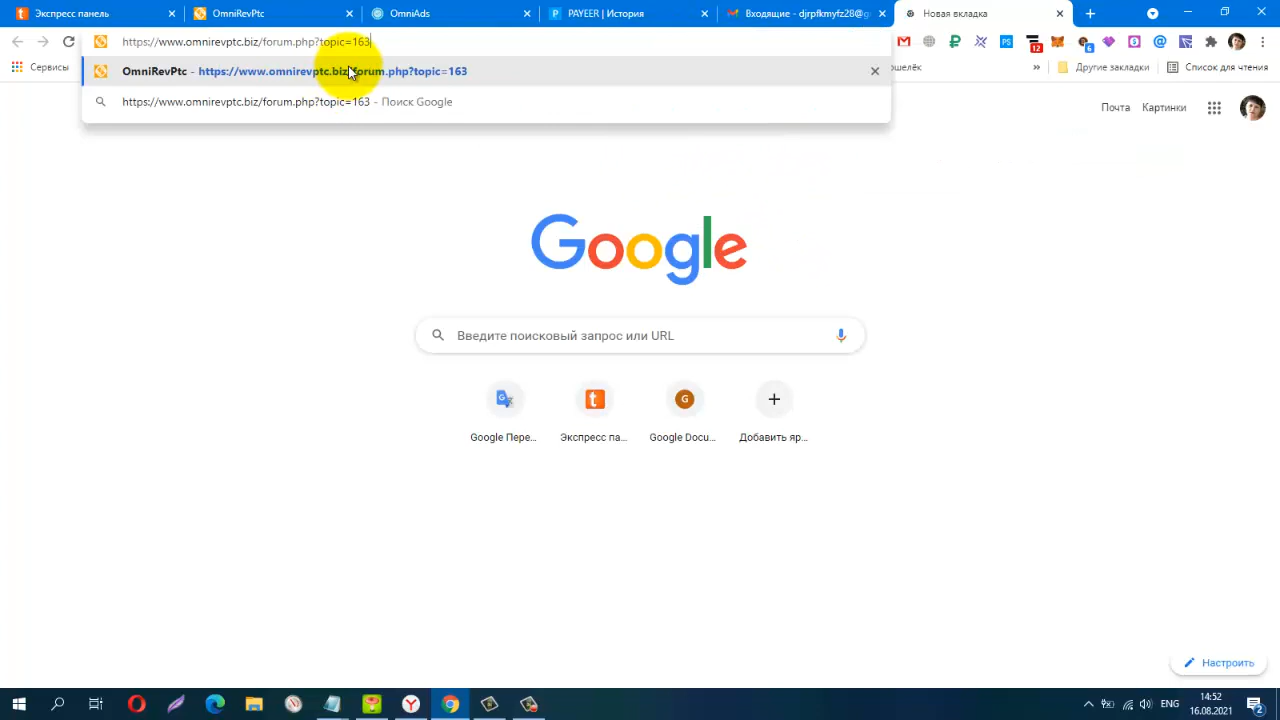 Экспресс панель
OmniRevPtc
OmniAds
PAYEER | История
Входящие - djrpfkmyfz28@g
Новая вкладка
https://www.omnirevptc.biz/forum.php?topic=163
12
6
Сервисы
OmniRevPtc - https://www.omnirevptc.biz/forum.php?topic=163
ошелёк
»
Другие закладки
Список для чтения
https://www.omnirevptc.biz/forum.php?topic=163 - Поиск Google
Почта
Картинки
Google
Введите поисковый запрос или URL
Google Пере...
Экспресс па...
Google Docu...
Добавить яр...
Настроить
ENG
14:52
16.08.2021
2